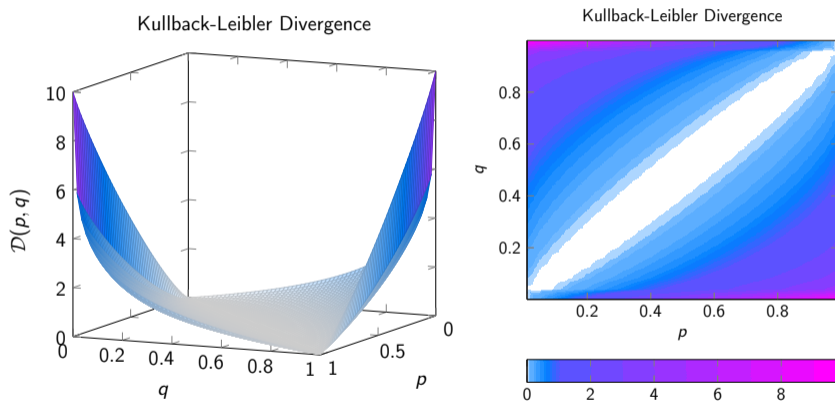 Kullback-Leibler Divergence
10
8
6
4
2
0
D(p, q)
0 0.2 0.4 0.6 0.8 1
q
1 0.5 0
p
Kullback-Leibler Divergence
0.8
0.6
0.4
0.2
q
0.2 0.4 0.6 0.8
p
0 2 4 6 8